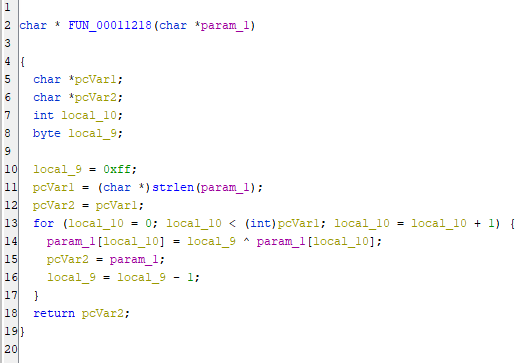 1
2 char * FUN_00011218(char *param_1)
3
4 {
5 char *pcVar1;
6 char *pcVar2;
7 int local_10;
8 byte local_9;
9
10 local_9 = 0xff;
11 pcVar1 = (char *)strlen(param_1);
12 pcVar2 = pcVar1;
13 for (local_10 = 0; local_10 < (int)pcVar1; local_10 = local_10 + 1) {
14 param_1[local_10] = local_9 ^ param_1[local_10];
15 pcVar2 = param_1;
16 local_9 = local_9 - 1;
17 }
18 return pcVar2;
19 }
20